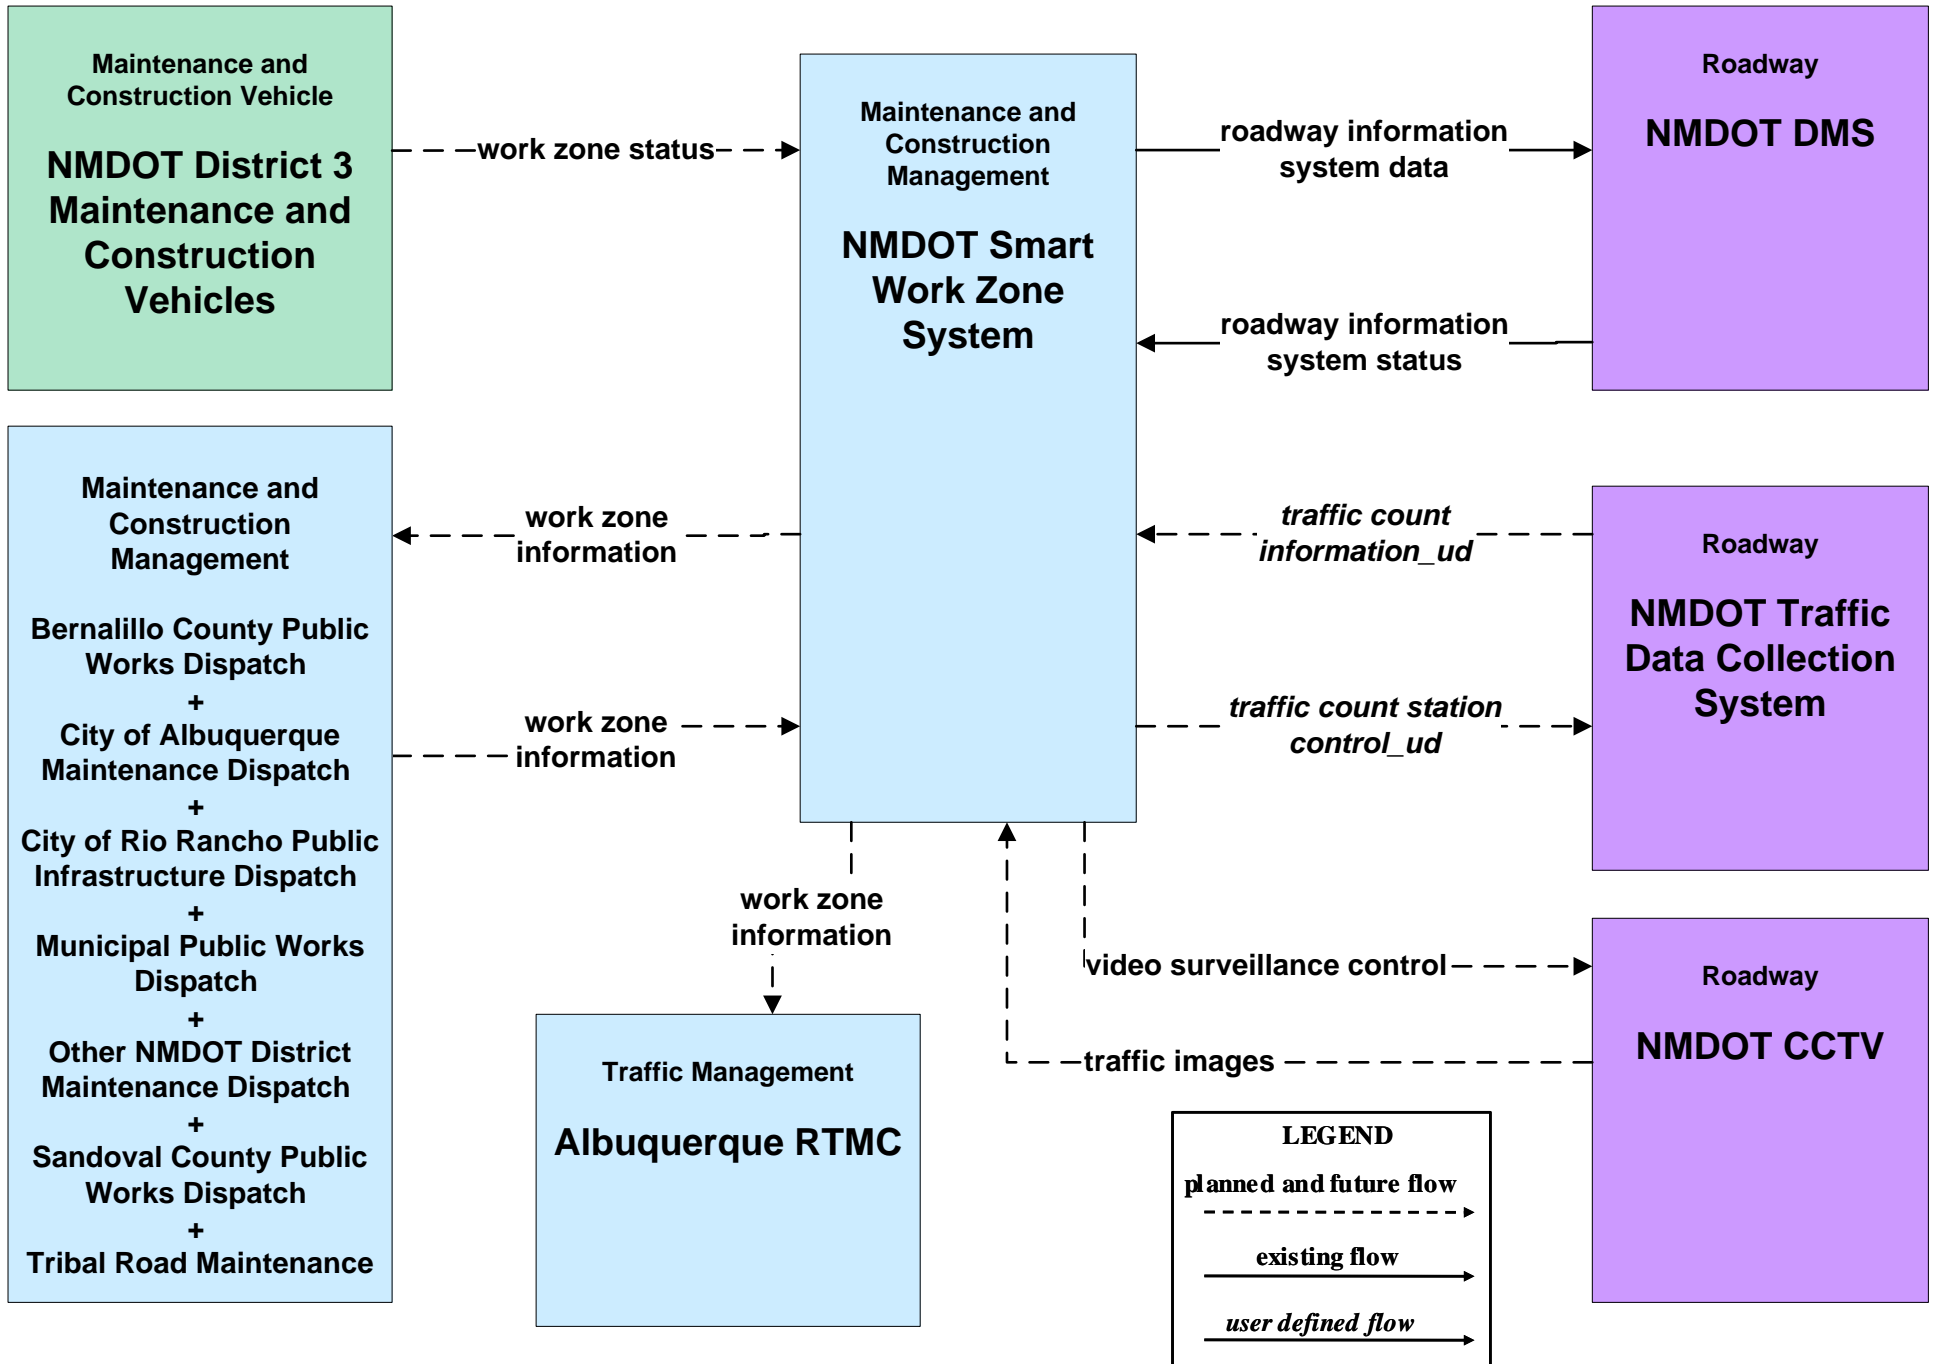 Maintenance and
Construction Vehicle
NMDOT District 3
Maintenance and
Construction
Vehicles
work zone status
Maintenance and
Construction
Management
NMDOT Smart
Work Zone
System
roadway information
system data
roadway information
system status
Roadway
NMDOT DMS
Maintenance and
Construction
Management
Bernalillo County Public
Works Dispatch
+
City of Albuquerque
Maintenance Dispatch
+
City of Rio Rancho Public
Infrastructure Dispatch
+
Municipal Public Works
Dispatch
+
Other NMDOT District
Maintenance Dispatch
+
Sandoval County Public
Works Dispatch
+
Tribal Road Maintenance
work zone
information
work zone
information
traffic count
information_ud
traffic count station
control_ud
Roadway
NMDOT Traffic
Data Collection
System
work zone
information
video surveillance control
traffic images
Roadway
NMDOT CCTV
Traffic Management
Albuquerque RTMC
LEGEND
planned and future flow
existing flow
user defined flow